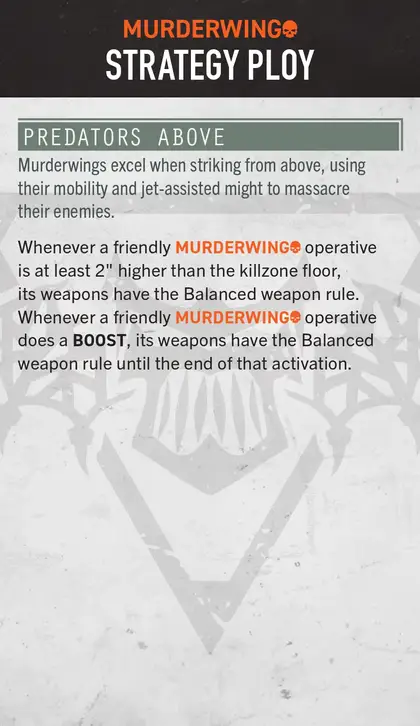 MURDERWING
STRATEGY PLOY
PREDATORS ABOVE
Murderwings excel when striking from above, using
their mobility and jet-assisted might to massacre
their enemies.
Whenever a friendly MURDERWING operative
is at least 2" higher than the killzone floor,
its weapons have the Balanced weapon rule.
Whenever a friendly MURDERWING operative
does a BOOST, its weapons have the Balanced
weapon rule until the end of that activation.